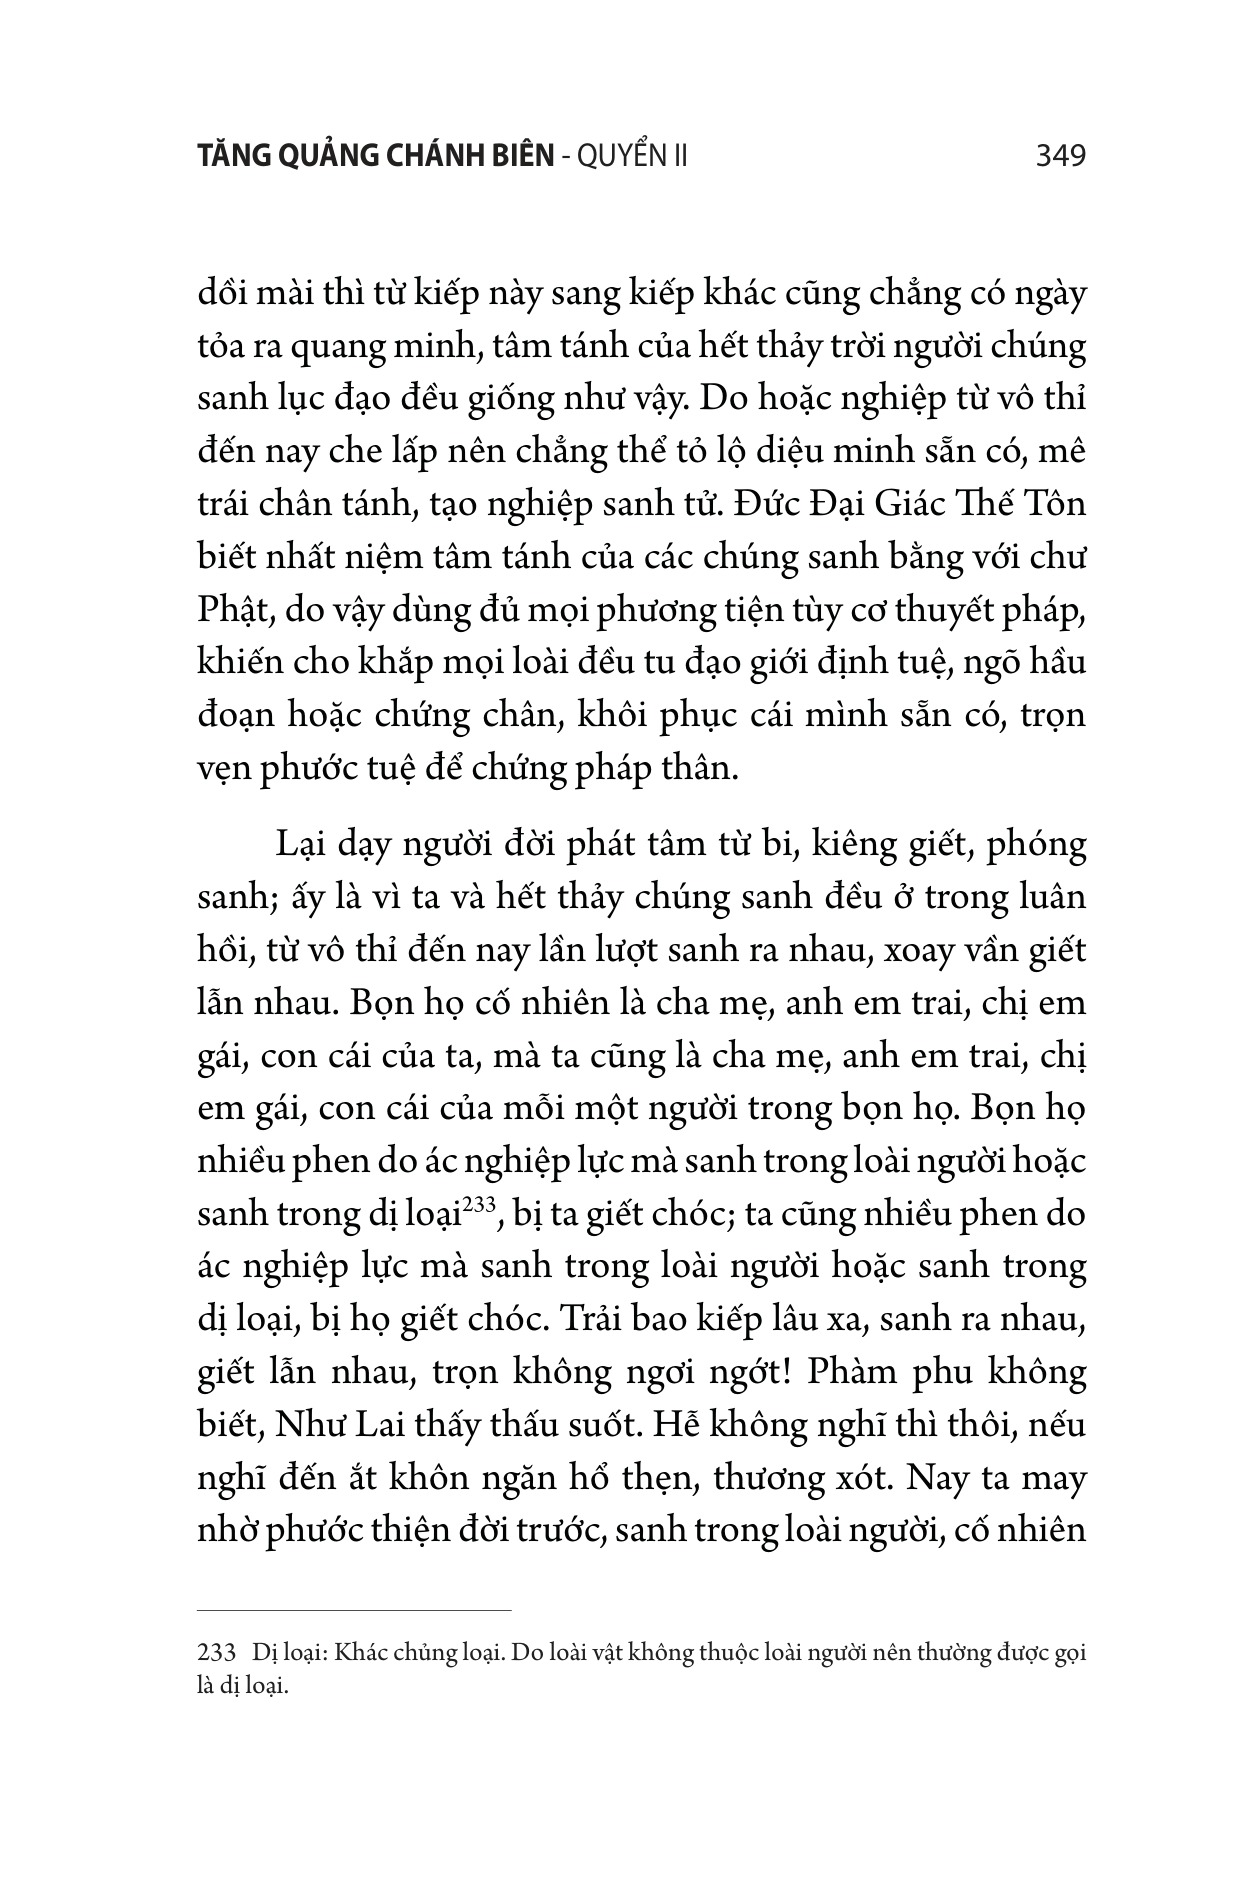 TĂNG QUẢNG CHÁNH BIÊN - QUYỂN II 349
dồi mài thì từ kiếp này sang kiếp khác cũng chẳng có ngày
tỏa ra quang minh, tâm tánh của hết thảy trời người chúng
sanh lục đạo đều giống như vậy. Do hoặc nghiệp từ vô thỉ
đến nay che lấp nên chẳng thể tỏ lộ diệu minh sẵn có, mê
trái chân tánh, tạo nghiệp sanh tử. Đức Đại Giác Thế Tôn
biết nhất niệm tâm tánh của các chúng sanh bằng với chư
Phật, do vậy dùng đủ mọi phương tiện tùy cơ thuyết pháp,
khiến cho khắp mọi loài đều tu đạo giới định tuệ, ngõ hầu
đoạn hoặc chứng chân, khôi phục cái mình sẵn có, trọn
vẹn phước tuệ để chứng pháp thân.
Lại dạy người đời phát tâm từ bi, kiêng giết, phóng
sanh; ấy là vì ta và hết thảy chúng sanh đều ở trong luân
hồi, từ vô thỉ đến nay lần lượt sanh ra nhau, xoay vần giết
lẫn nhau. Bọn họ cố nhiên là cha mẹ, anh em trai, chị em
gái, con cái của ta, mà ta cũng là cha mẹ, anh em trai, chị
em gái, con cái của mỗi một người trong bọn họ. Bọn họ
nhiều phen do ác nghiệp lực mà sanh trong loài người hoặc
sanh trong dị loại233, bị ta giết chóc; ta cũng nhiều phen do
ác nghiệp lực mà sanh trong loài người hoặc sanh trong
dị loại, bị họ giết chóc. Trải bao kiếp lâu xa, sanh ra nhau,
giết lẫn nhau, trọn không ngơi ngớt! Phàm phu không
biết, Như Lai thấy thấu suốt. Hễ không nghĩ thì thôi, nếu
nghĩ đến ắt khôn ngăn hổ thẹn, thương xót. Nay ta may
nhờ phước thiện đời trước, sanh trong loài người, cố nhiên
233 Dị loại: Khác chủng loại. Do loài vật không thuộc loài người nên thường được gọi
là dị loại.